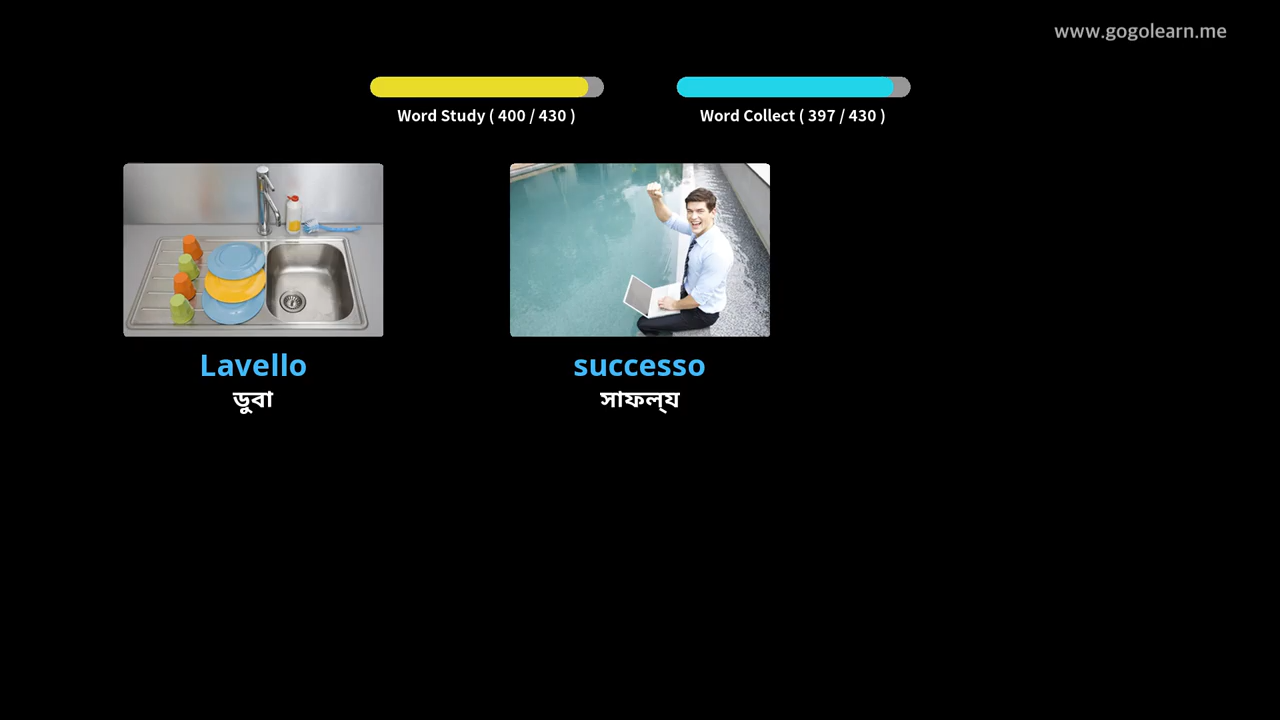 www.gogolearn.me
Word Study ( 400 / 430 )
Word Collect ( 397 / 430 )
Lavello
ডুবা
successo
সাফল্য